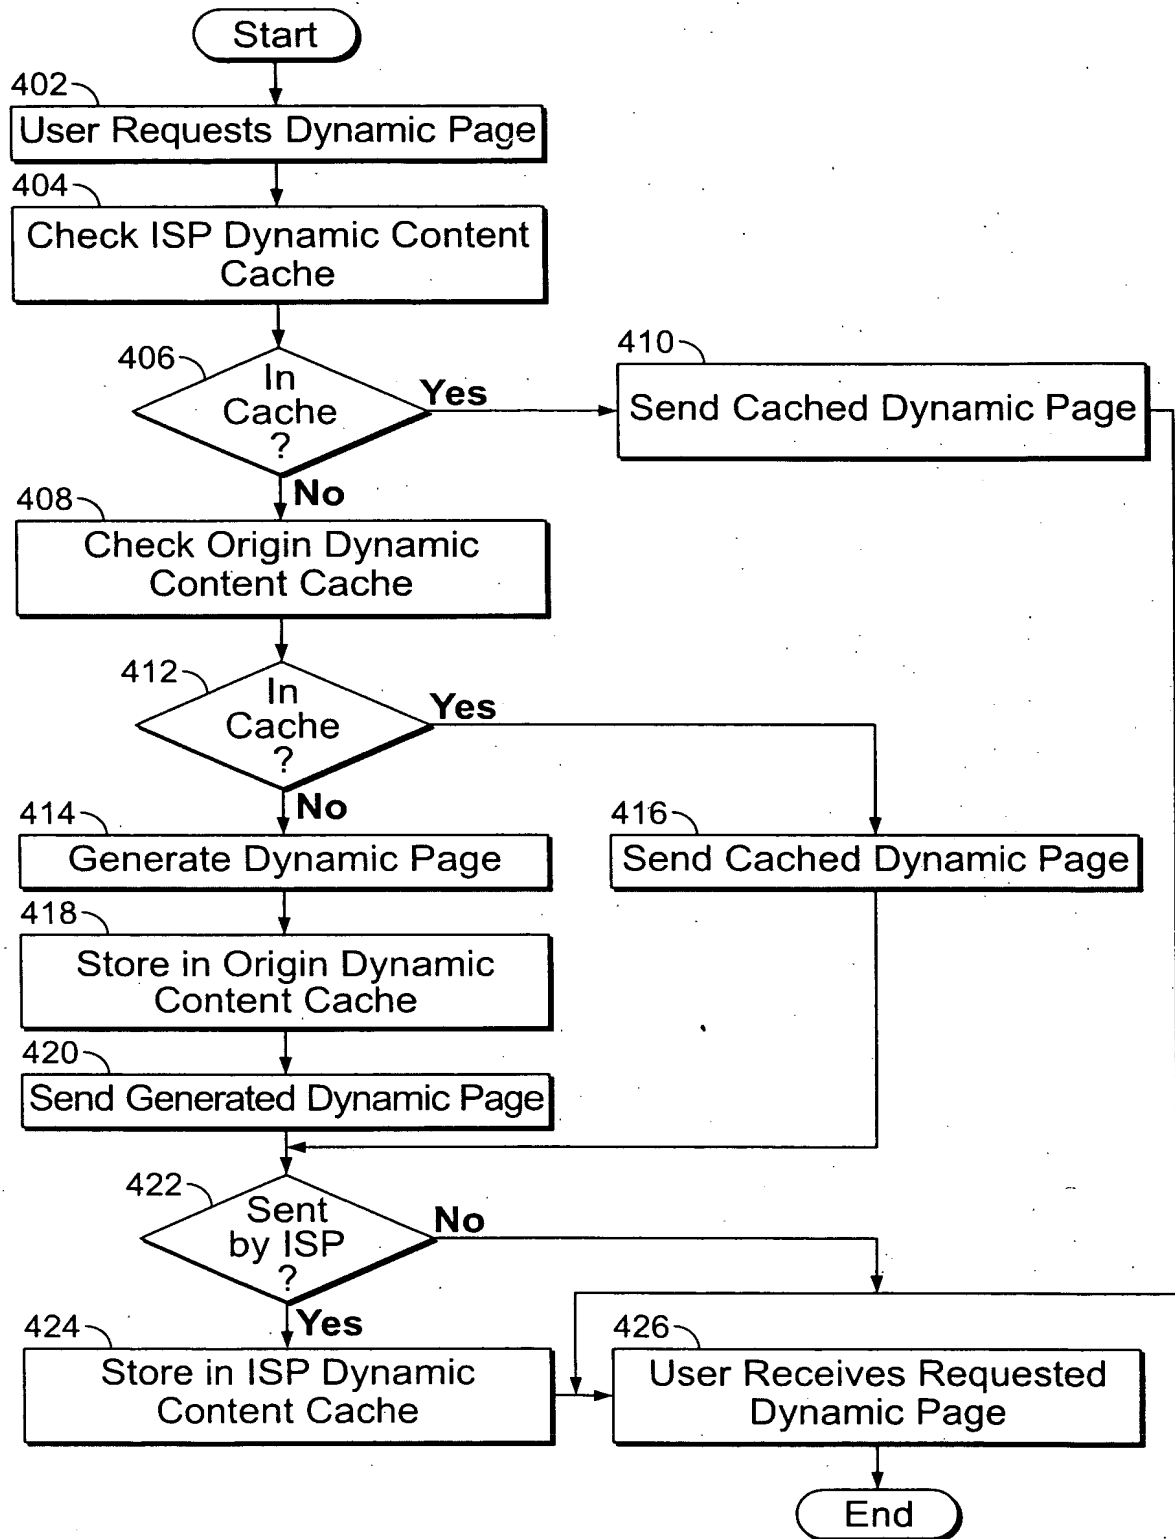 Start
402
User Requests Dynamic Page
404
Check ISP Dynamic Content
Cache
406
In
Cache
?
Yes
410
Send Cached Dynamic Page
No
408
Check Origin Dynamic
Content Cache
412
In
Cache
?
Yes
No
414
Generate Dynamic Page
416
Send Cached Dynamic Page
418
Store in Origin Dynamic
Content Cache
420
Send Generated Dynamic Page
422
Sent
by ISP
?
No
Yes
424
Store in ISP Dynamic
Content Cache
426
User Receives Requested
Dynamic Page
End